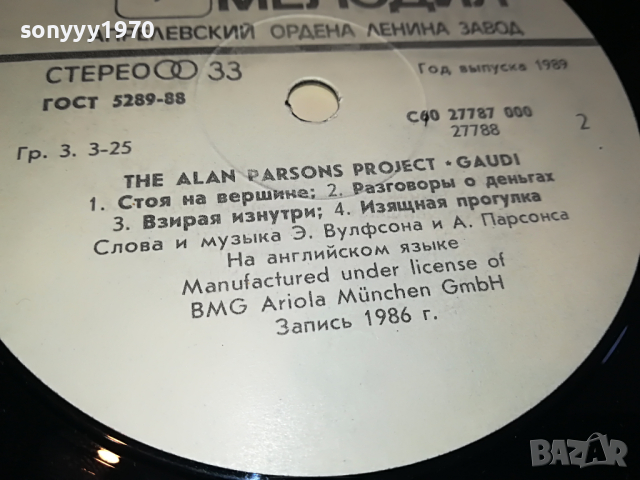 sonyyy1970
МЕЛОДИЯ
АПРЕЛЕВСКИЙ ОРДЕНА ЛЕНИНА ЗАВОД
СТЕРЕО 33
Год выпуска 1989
ГОСТ 5289-88
С60 27787 000
27788
2
Гр. 3. 3-25
THE ALAN PARSONS PROJECT • GAUDI
1. Стоя на вершине; 2. Разговоры о деньгах
3. Взирая изнутри; 4. Изящная прогулка
Слова и музыка Э. Вулфсона и А. Парсонса
На английском языке
Manufactured under license of
BMG Ariola München GmbH
Запись 1986 г.
BAZAR
bg